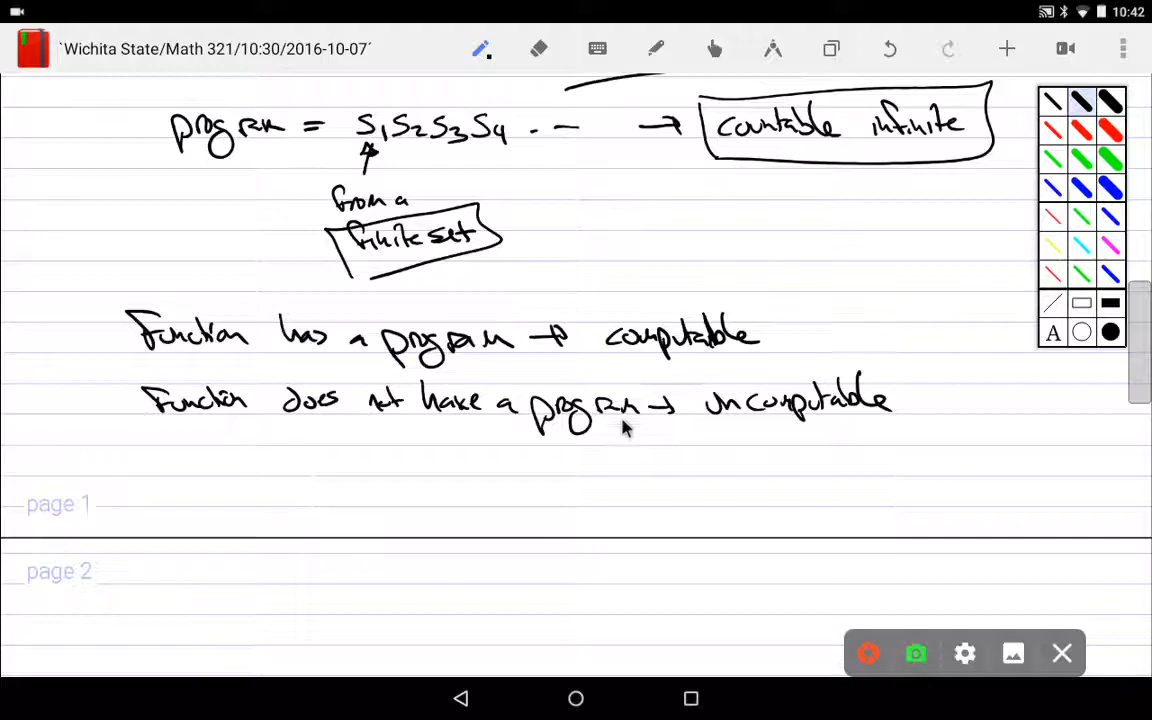 10:42
`Wichita State/Math 321/10:30/2016-10-07´
program = S1S2S3S4 . -- → countable infinite
from a
finite set
Function has a program → computable
Function does not have a program → uncomputable
page 1
page 2
A